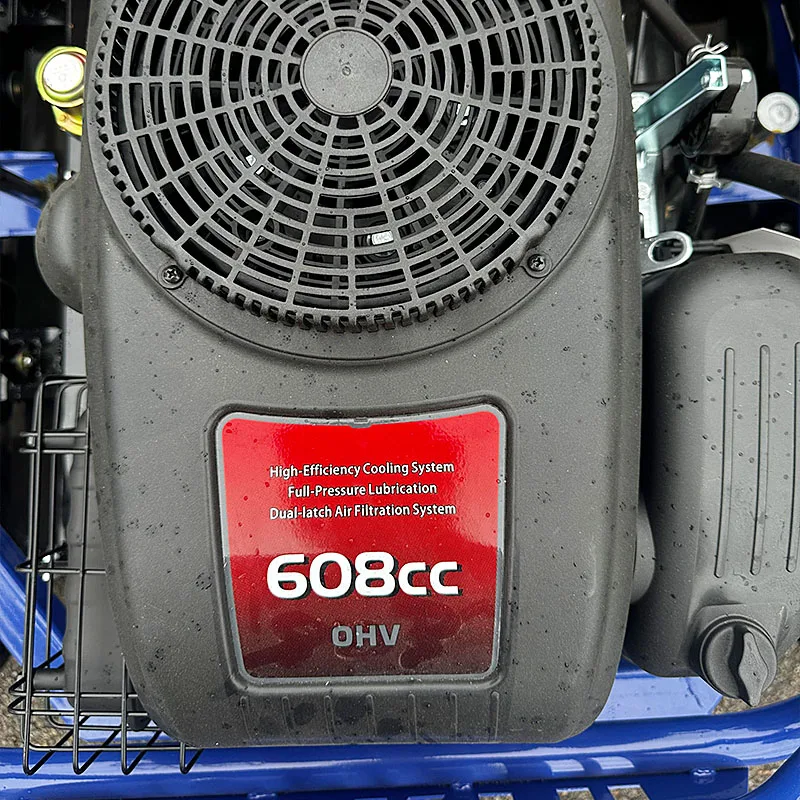 High-Efficiency Cooling System
Full-Pressure Lubrication
Dual-latch Air Filtration System
608cc
OHV